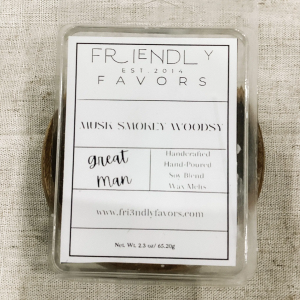 FRIENDLY
EST. 2014
FAVORS
MUSK SMOKEY WOODSY
great
man
Handcrafted
Hand-Poured
Soy Blend
Wax Melts
www.fri3ndlyfavors.com
Net. Wt. 2.3 oz/ 65.20g